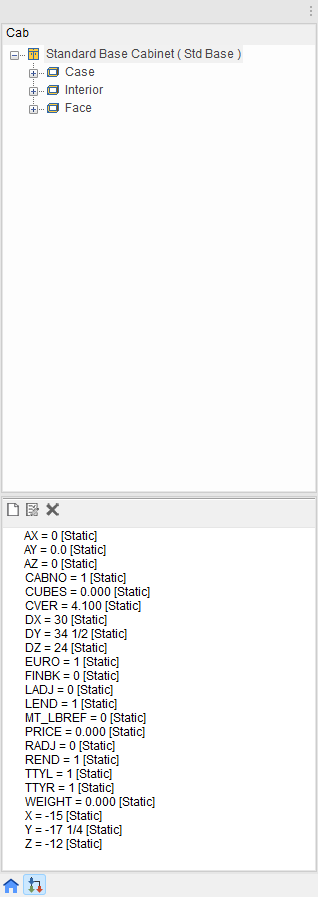 Cab
Standard Base Cabinet ( Std Base )
Case
Interior
Face
AX = 0 [Static]
AY = 0.0 [Static]
AZ = 0 [Static]
CABNO = 1 [Static]
CUBES = 0.000 [Static]
CVER = 4.100 [Static]
DX = 30 [Static]
DY = 34 1/2 [Static]
DZ = 24 [Static]
EURO = 1 [Static]
FINBK = 0 [Static]
LADJ = 0 [Static]
LEND = 1 [Static]
MT_LBREF = 0 [Static]
PRICE = 0.000 [Static]
RADJ = 0 [Static]
REND = 1 [Static]
TTYL = 1 [Static]
TTYR = 1 [Static]
WEIGHT = 0.000 [Static]
X = -15 [Static]
Y = -17 1/4 [Static]
Z = -12 [Static]